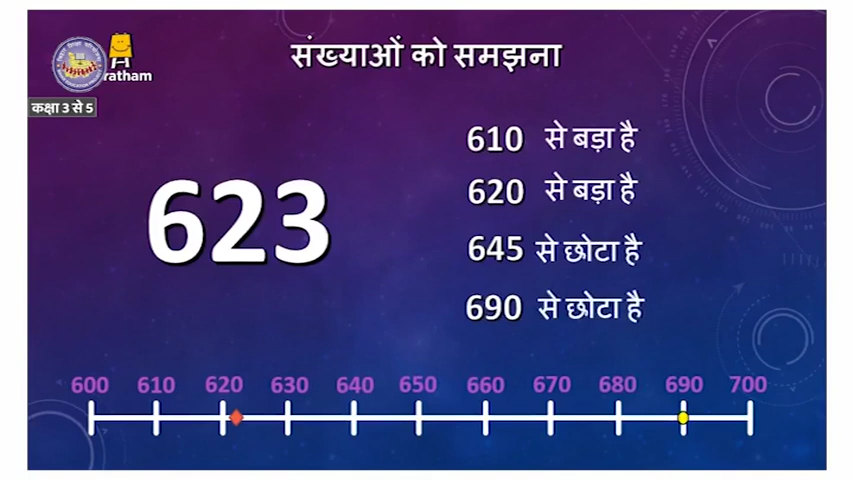 संख्याओं को समझना
ratham
कक्षा 3 से 5
623
610 से बड़ा है
620 से बड़ा है
645 से छोटा है
690 से छोटा है
600 610 620 630 640 650 660 670 680 690 700